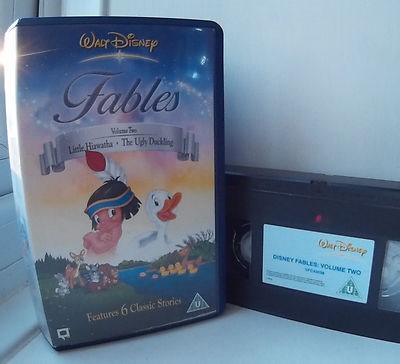 WALT DISNEY
Fables
Volume Two
Little Hiawatha · The Ugly Duckling
Features 6 Classic Stories
U
WALT DISNEY
DISNEY FABLES: VOLUME TWO
U